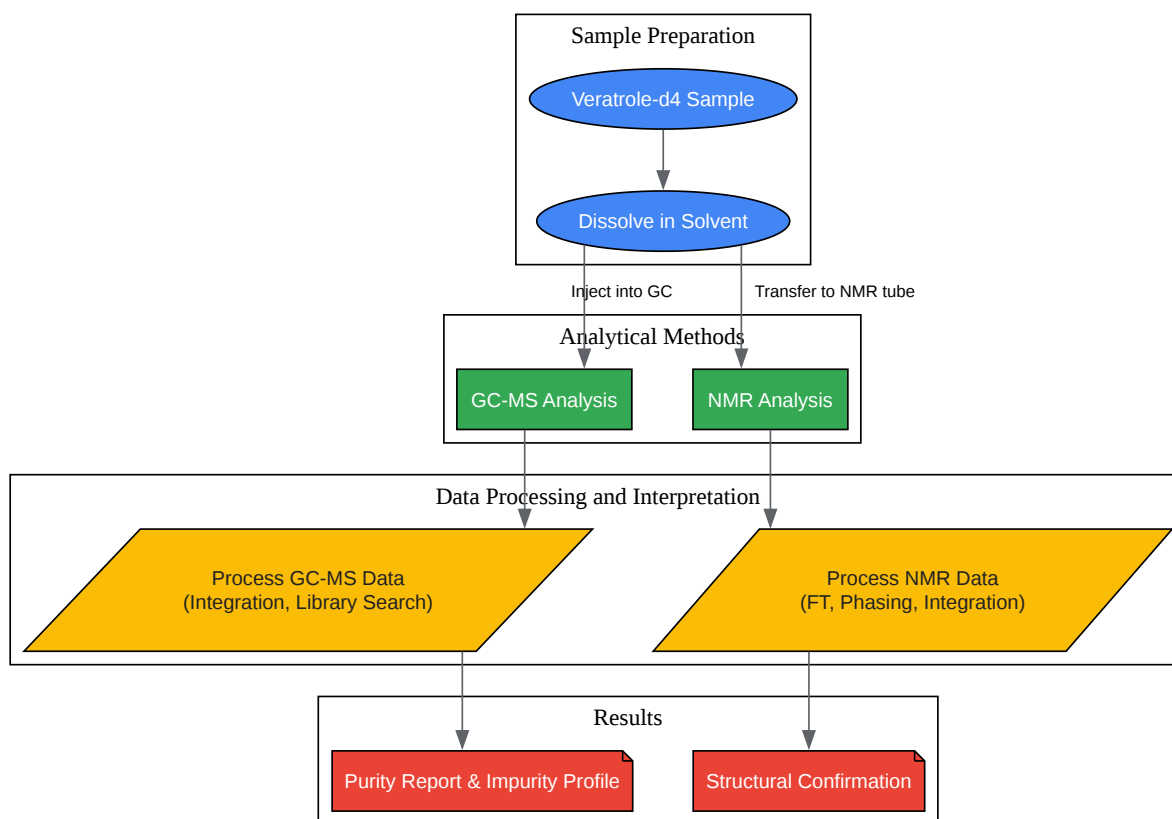 Sample Preparation
Veratrole-d4 Sample
Dissolve in Solvent
Inject into GC
Transfer to NMR tube
Analytical Methods
GC-MS Analysis
NMR Analysis
Data Processing and Interpretation
Process GC-MS Data
(Integration, Library Search)
Process NMR Data
(FT, Phasing, Integration)
Results
Purity Report & Impurity Profile
Structural Confirmation